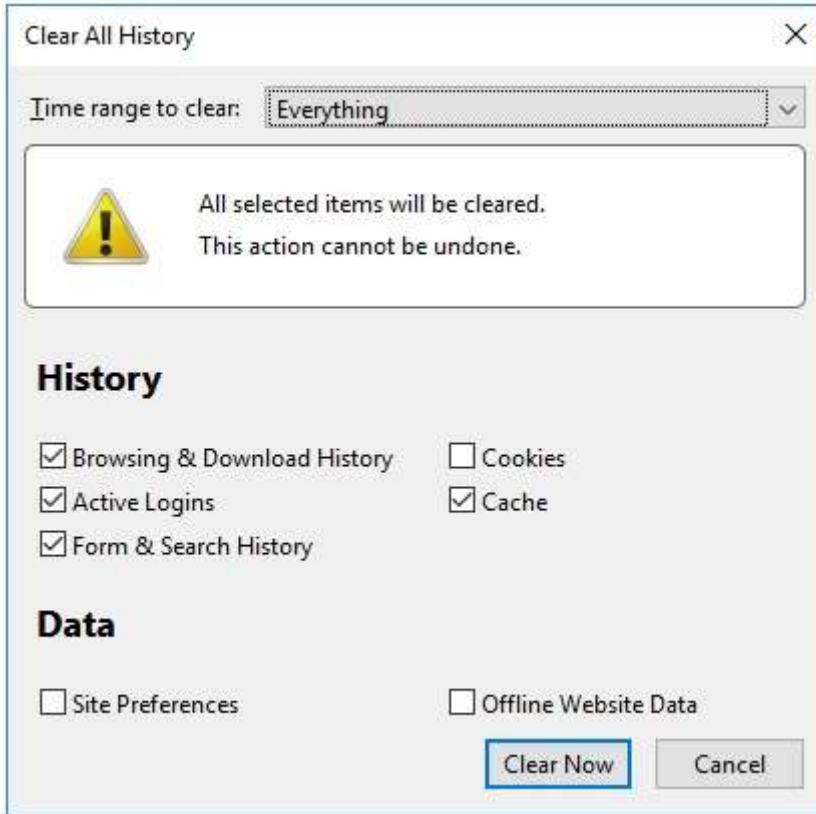 Clear All History
Time range to clear: Everything
All selected items will be cleared.
This action cannot be undone.
History
Browsing & Download History Cookies
Active Logins Cache
Form & Search History
Data
Site Preferences Offline Website Data
Clear Now Cancel